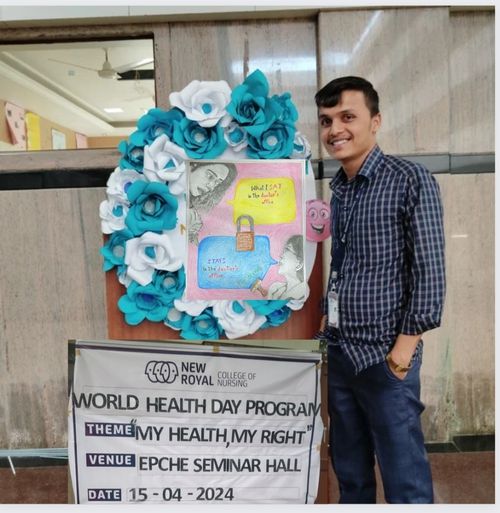 What I SAY
in the doctor's
office,
STAYS
in the doctor's
office
NEW
ROYAL
COLLEGE OF
NURSING
WORLD HEALTH DAY PROGRAM
THEME "MY HEALTH, MY RIGHT"
VENUE EPCHE SEMINAR HALL
DATE 15 - 04 - 2024